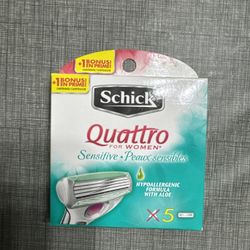 +1 BONUS!
EN PRIME!
+1 BONUS!
EN PRIME!
Schick
Quattro
FOR WOMEN®
Sensitive • Peaux sensibles
HYPOALLERGENIC
FORMULA
WITH ALOE
X 5